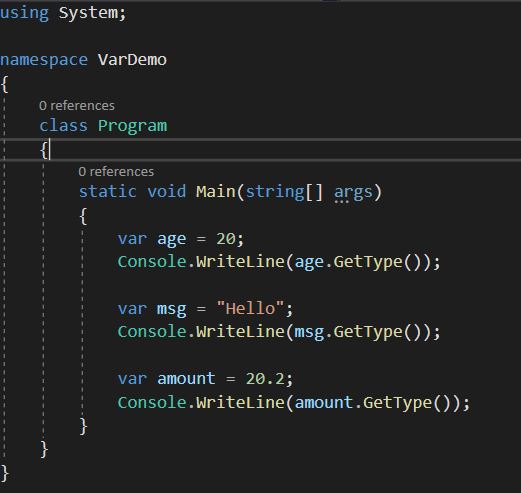 using System;
namespace VarDemo
{
0 references
class Program
{
0 references
static void Main(string[] args)
{
var age = 20;
Console.WriteLine(age.GetType());
var msg = "Hello";
Console.WriteLine(msg.GetType());
var amount = 20.2;
Console.WriteLine(amount.GetType());
}
}
}